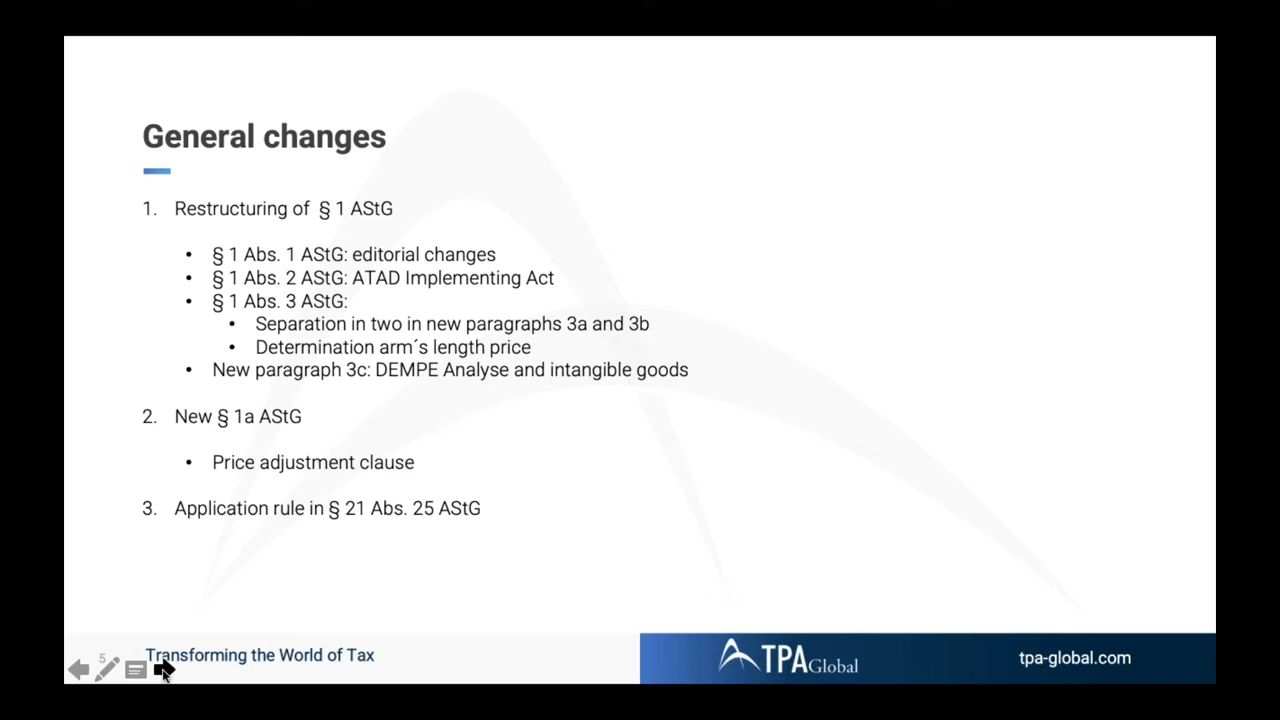 General changes
1. Restructuring of § 1 AStG
• § 1 Abs. 1 AStG: editorial changes
• § 1 Abs. 2 AStG: ATAD Implementing Act
• § 1 Abs. 3 AStG:
• Separation in two in new paragraphs 3a and 3b
• Determination arm´s length price
• New paragraph 3c: DEMPE Analyse and intangible goods
2. New § 1a AStG
• Price adjustment clause
3. Application rule in § 21 Abs. 25 AStG
5
Transforming the World of Tax
TPA Global
tpa-global.com